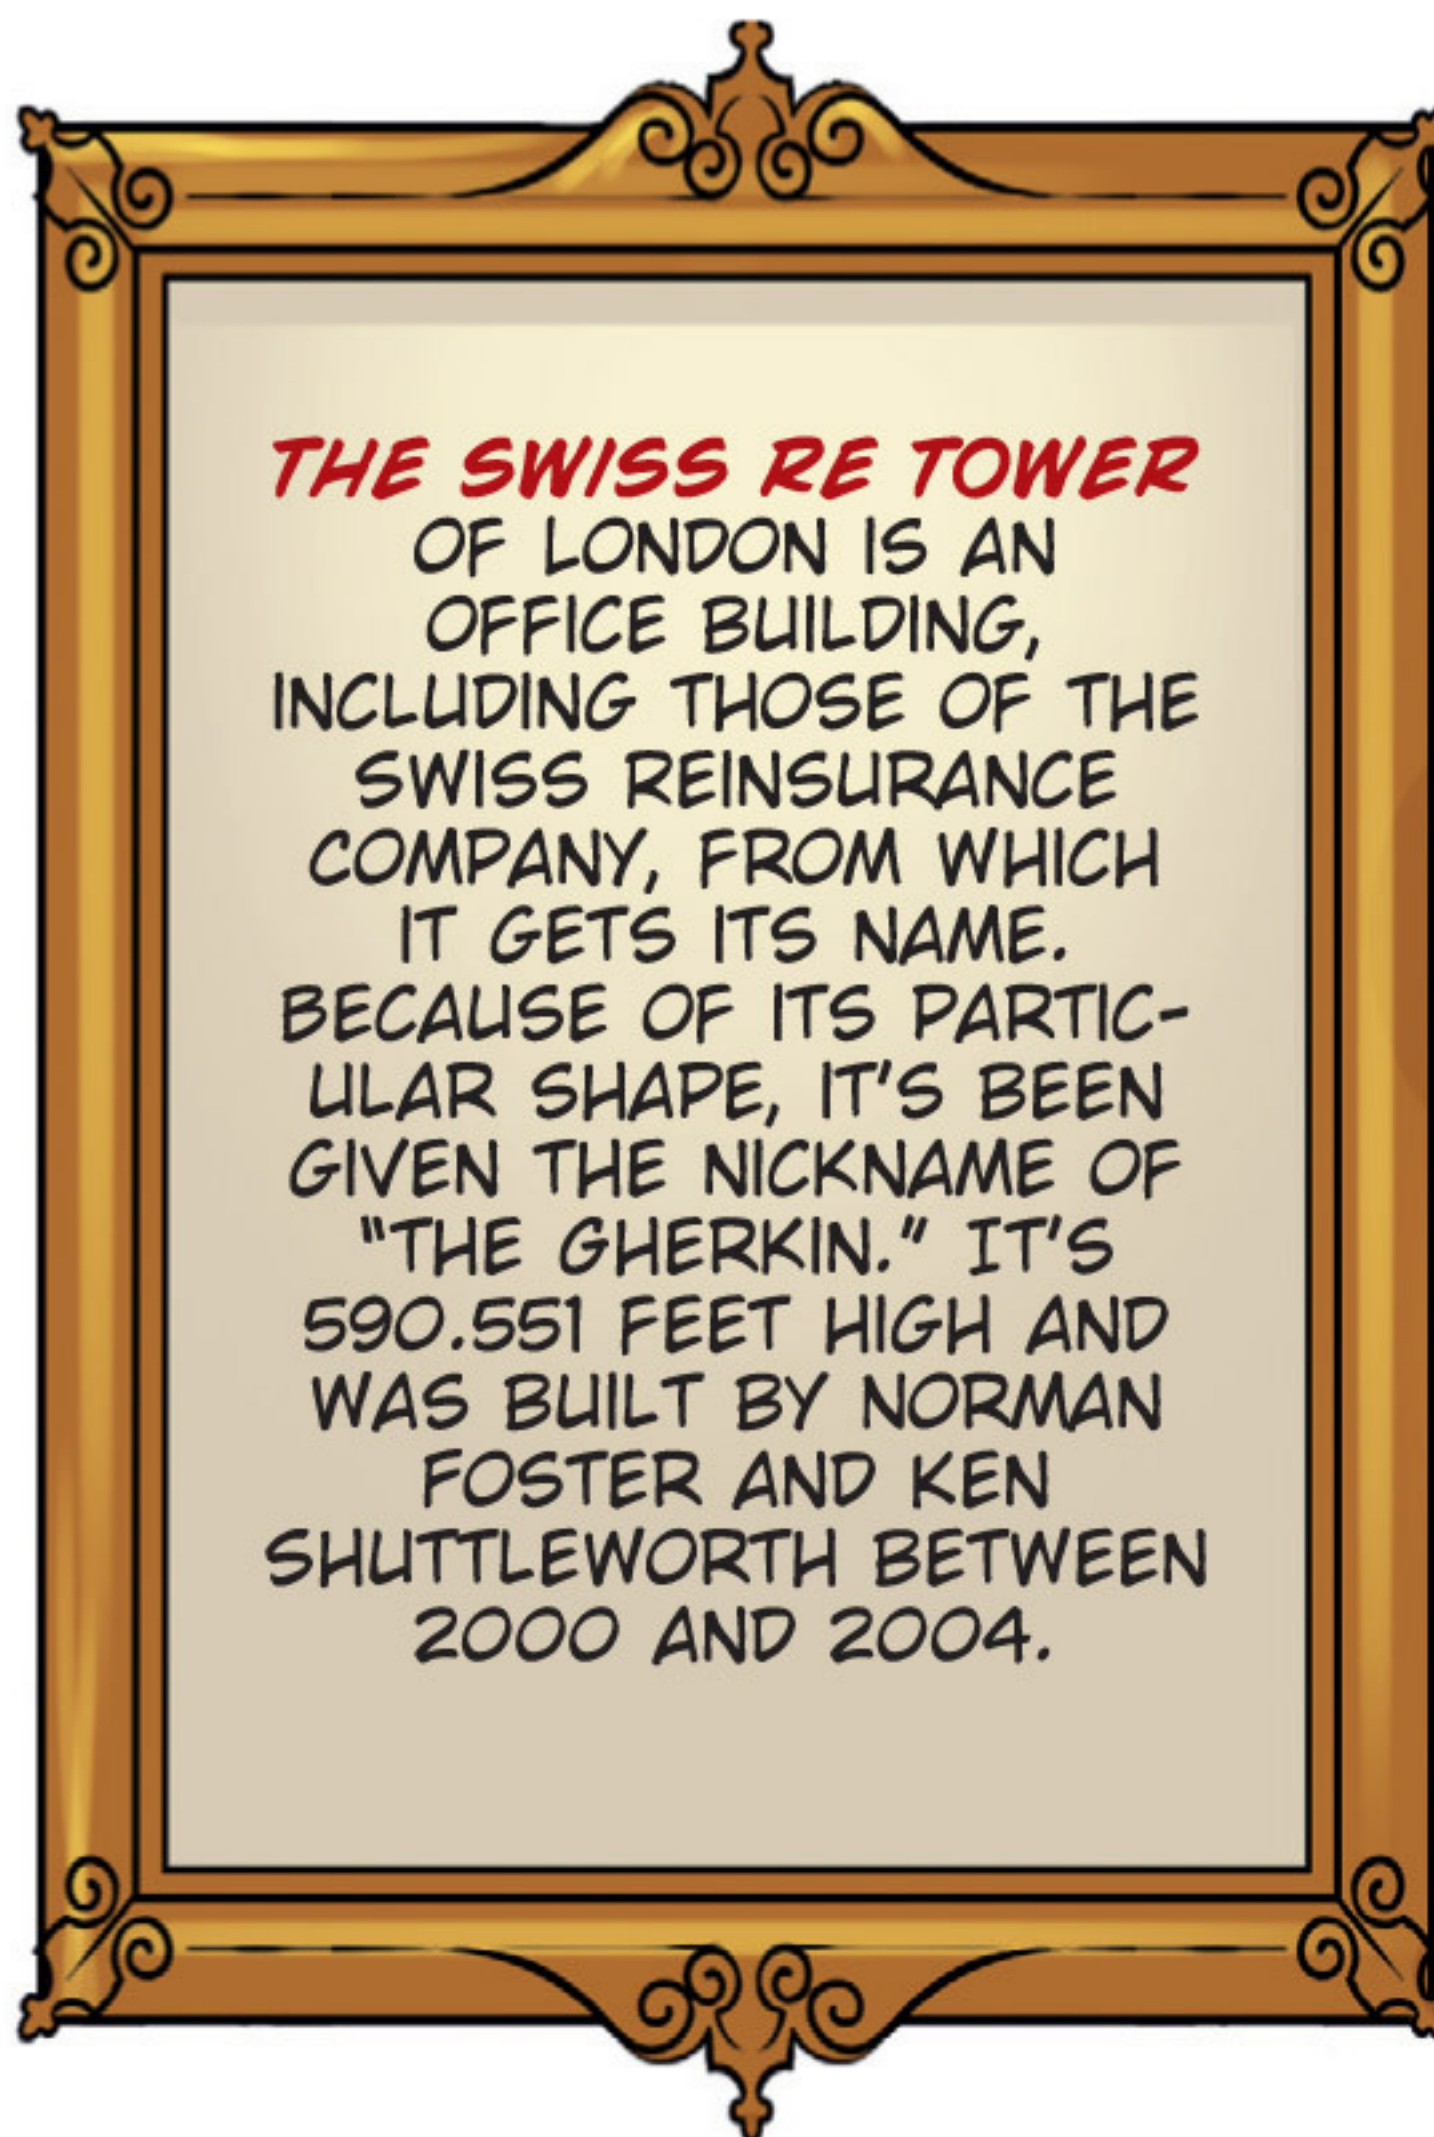 THE SWISS RE TOWER
OF LONDON IS AN
OFFICE BUILDING,
INCLUDING THOSE OF THE
SWISS REINSURANCE
COMPANY, FROM WHICH
IT GETS ITS NAME.
BECAUSE OF ITS PARTIC-
ULAR SHAPE, IT'S BEEN
GIVEN THE NICKNAME OF
"THE GHERKIN." IT'S
590.551 FEET HIGH AND
WAS BUILT BY NORMAN
FOSTER AND KEN
SHUTTLEWORTH BETWEEN
2000 AND 2004.